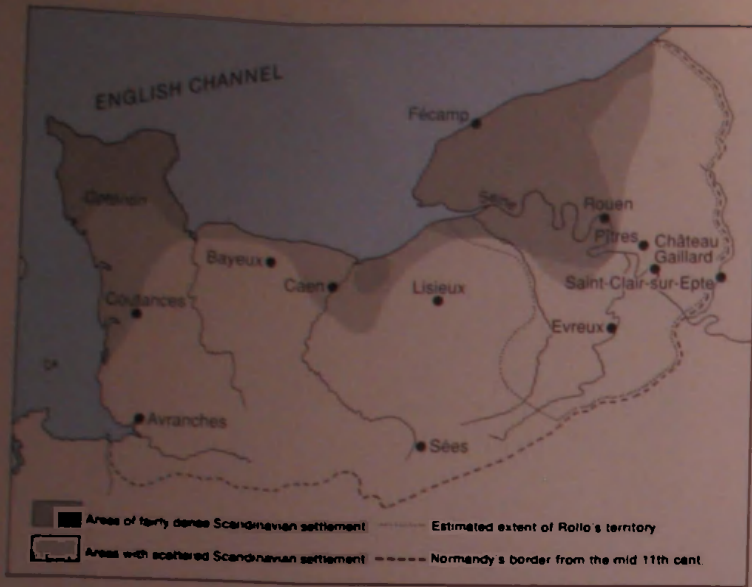 ENGLISH CHANNEL
Fécamp
Cotentin
Seine
Rouen
Pîtres
Château
Gaillard
Bayeux
Saint-Clair-sur-Epte
Caen
Lisieux
Coutances
Evreux
Avranches
Sées
Areas of fairly dense Scandinavian settlement
Estimated extent of Rollo's territory
Areas with scattered Scandinavian settlement
Normandy's border from the mid 11th cent